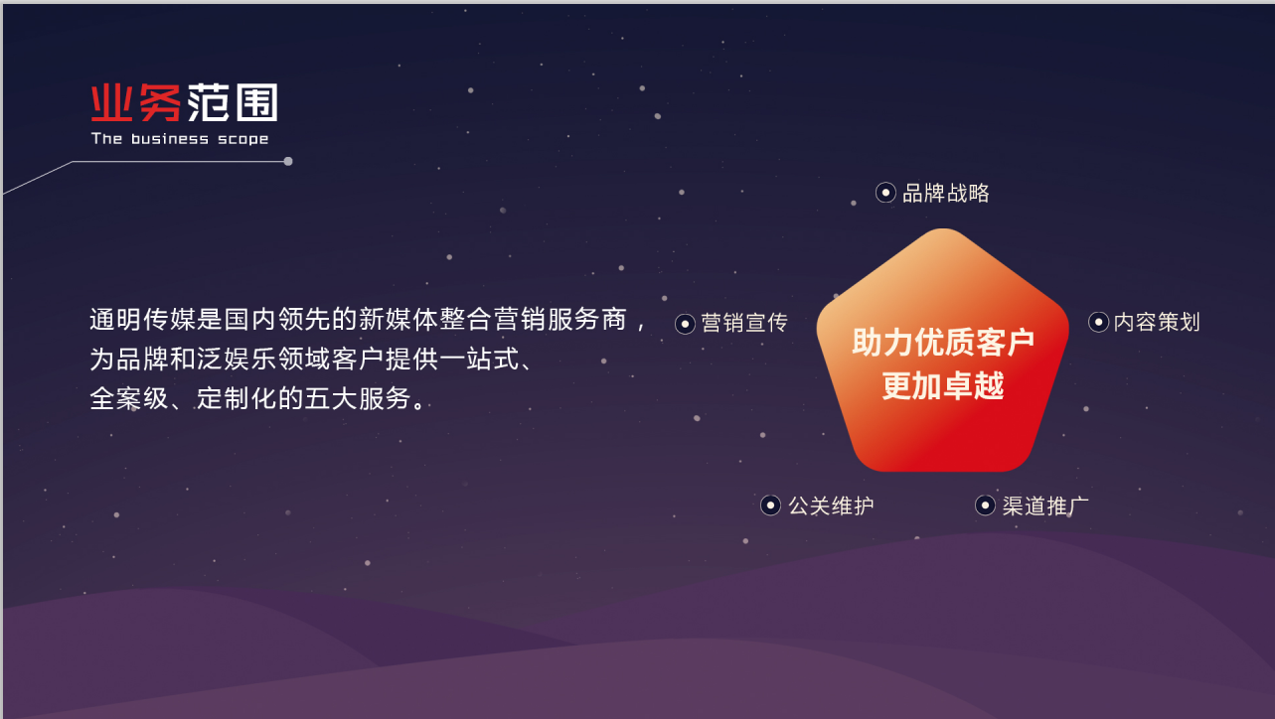 业务范围
The business scope
通明传媒是国内领先的新媒体整合营销服务商，
为品牌和泛娱乐领域客户提供一站式、
全案级、定制化的五大服务。
品牌战略
营销宣传
内容策划
助力优质客户
更加卓越
公关维护
渠道推广